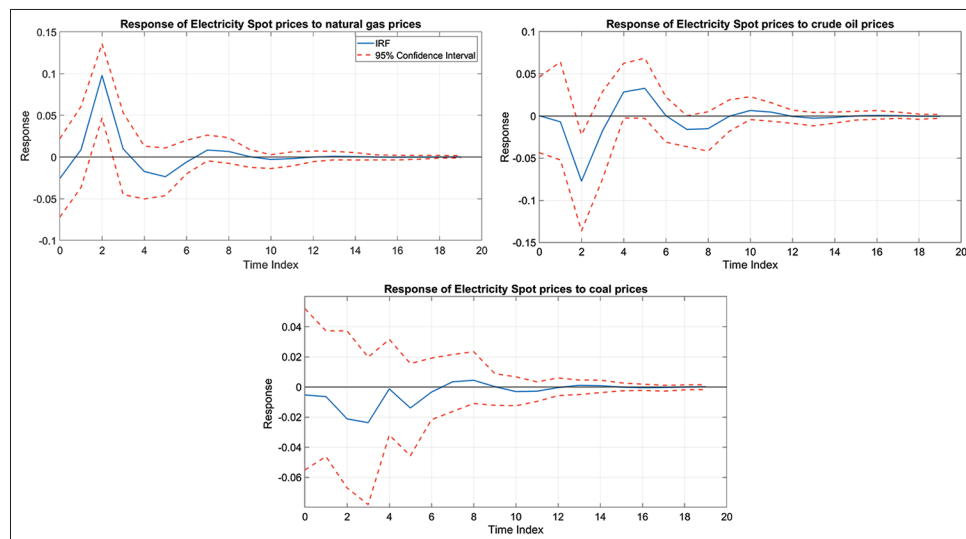 Response of Electricity Spot prices to natural gas prices
0.15
0.1
0.05
0
-0.05
-0.1
Response
IRF
95% Confidence Interval
0 2 4 6 8 10 12 14 16 18 20
Time Index
Response of Electricity Spot prices to crude oil prices
0.1
0.05
0
-0.05
-0.1
-0.15
Response
0 2 4 6 8 10 12 14 16 18 20
Time Index
Response of Electricity Spot prices to coal prices
0.04
0.02
0
-0.02
-0.04
-0.06
Response
0 2 4 6 8 10 12 14 16 18 20
Time Index